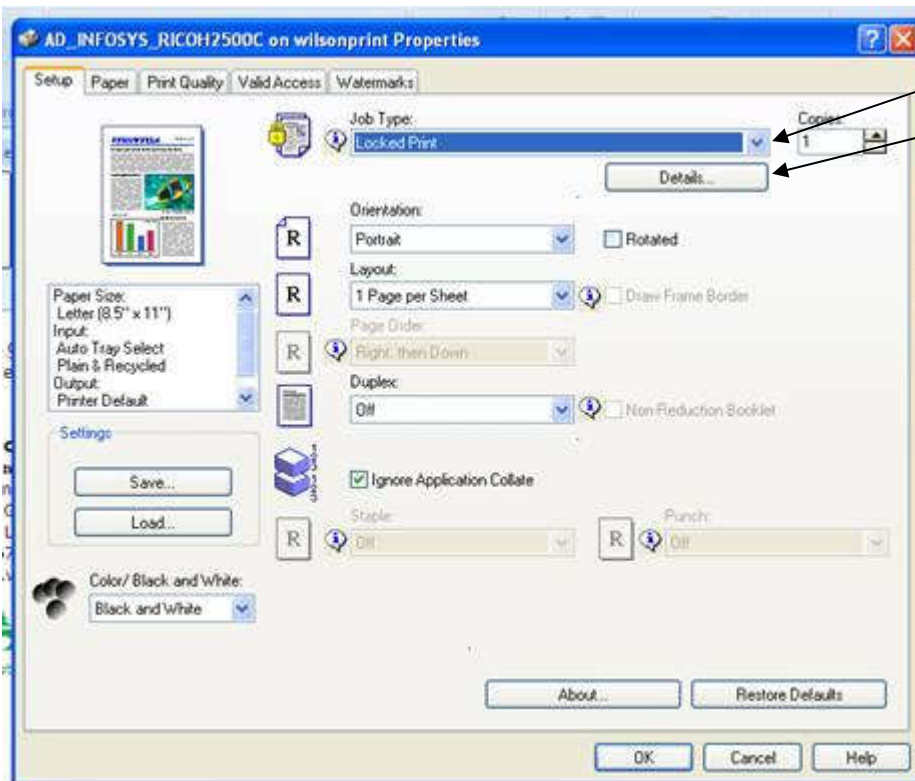 AD_INFOSYS_RICOH2500C on wilsonprint Properties
Setup Paper Print Quality Valid Access Watermarks
Job Type:
Locked Print
Copies:
1
Details...
Orientation:
Portrait
Rotated
Layout:
1 Page per Sheet
Draw Frame Border
Page Order:
Right, then Down
Duplex:
Off
Non-Reduction Booklet
Paper Size:
Letter (8.5" x 11")
Input:
Auto Tray Select
Plain & Recycled
Output:
Printer Default
Settings
Save...
Load...
Ignore Application Collate
Staple:
Off
Punch:
Off
Color/ Black and White:
Black and White
About...
Restore Defaults
OK
Cancel
Help